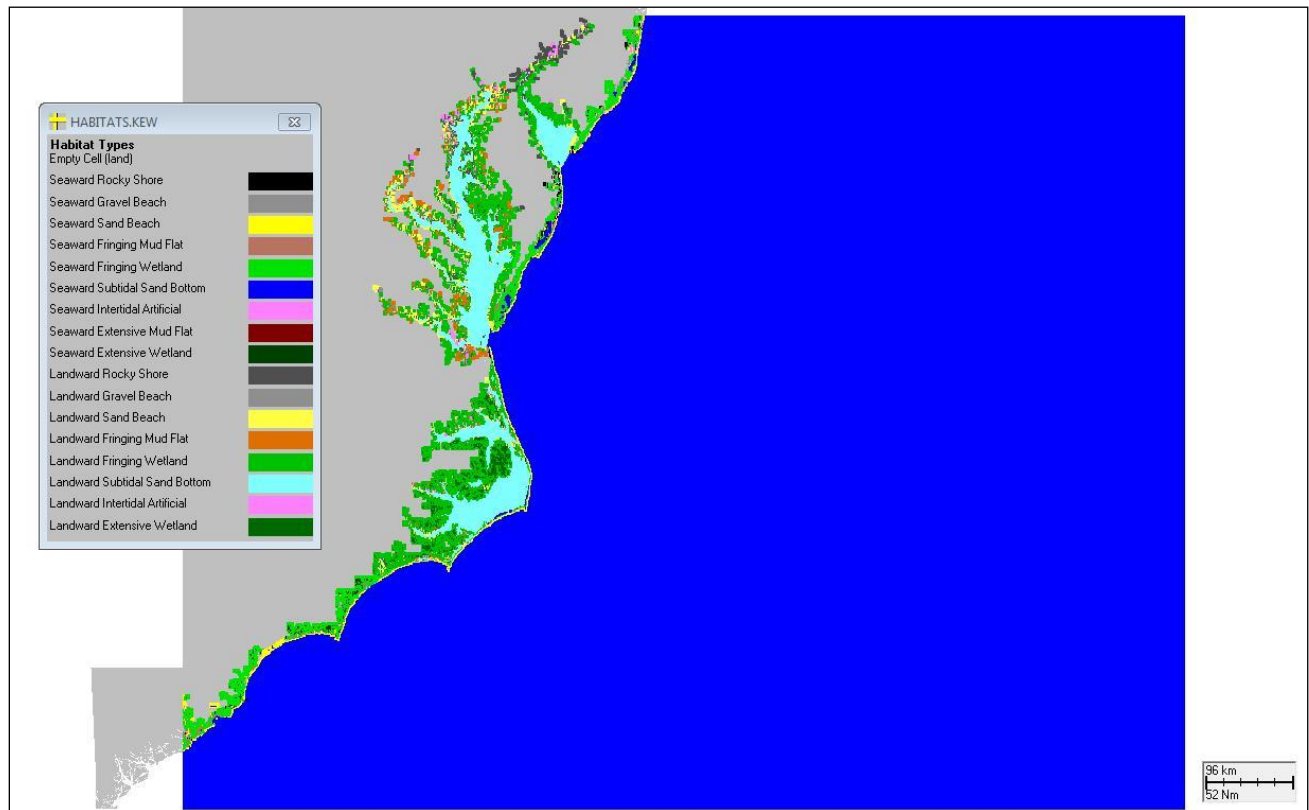 HABITATS.KEW
Habitat Types
Empty Cell (land)
Seaward Rocky Shore
Seaward Gravel Beach
Seaward Sand Beach
Seaward Fringing Mud Flat
Seaward Fringing Wetland
Seaward Subtidal Sand Bottom
Seaward Intertidal Artificial
Seaward Extensive Mud Flat
Seaward Extensive Wetland
Landward Rocky Shore
Landward Gravel Beach
Landward Sand Beach
Landward Fringing Mud Flat
Landward Fringing Wetland
Landward Subtidal Sand Bottom
Landward Intertidal Artificial
Landward Extensive Wetland
96 km
52 Nm